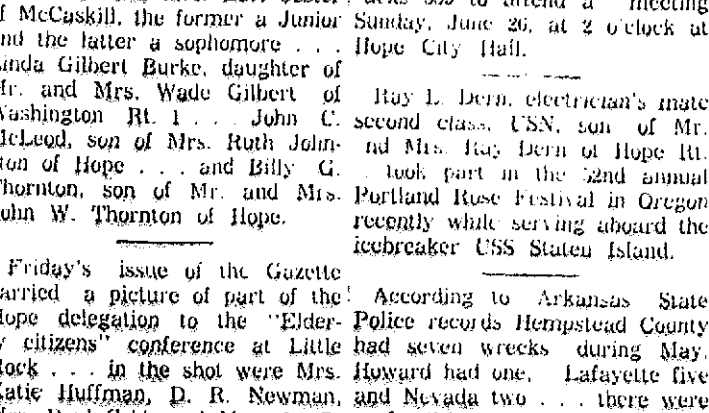 of McCaskill, the former a Junior
and the latter a sophomore . . .
Linda Gilbert Burke, daughter of
Mr. and Mrs. Wade Gilbert of
Washington Rt. 1 . . . John C.
McLeod, son of Mrs. Ruth John-
ston of Hope . . . and Billy G.
Thornton, son of Mr. and Mrs.
John W. Thornton of Hope.
Friday's issue of the Gazette
carried a picture of part of the
Hope delegation to the "Elder-
ly citizens" conference at Little
Rock . . . in the shot were Mrs.
Katie Huffman, D. R. Newman,
to attend a meeting
Sunday, June 26, at 2 o'clock at
Hope City Hall.
Ray L. Dern, electrician's mate
second class, USN, son of Mr.
and Mrs. Ray Dern of Hope Rt.
. took part in the 52nd annual
Portland Rose Festival in Oregon
recently while serving aboard the
icebreaker USS Staten Island.
According to Arkansas State
Police records Hempstead County
had seven wrecks during May.
Howard had one, Lafayette five
and Nevada two . . . there were